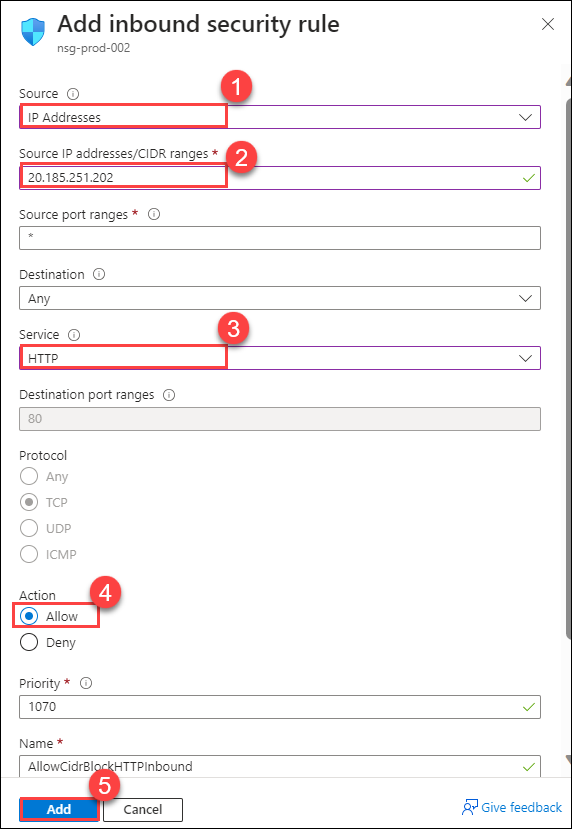 Add inbound security rule
nsg-prod-002
Source
1
IP Addresses
Source IP addresses/CIDR ranges *
2
20.185.251.202
Source port ranges *
*
Destination
Any
Service
3
HTTP
Destination port ranges
80
Protocol
Any
TCP
UDP
ICMP
Action
4
Allow
Deny
Priority *
1070
Name *
AllowCidrBlockHTTPInbound
5
Add Cancel Give feedback